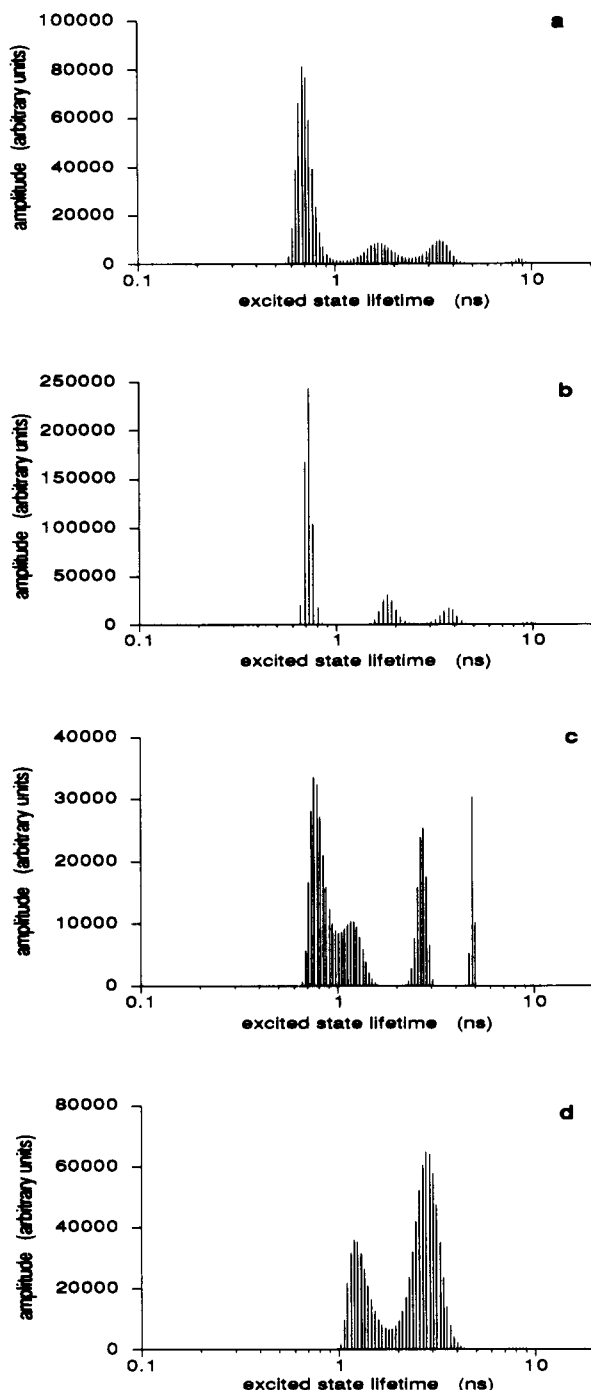 a
amplitude (arbitrary units)
100000
80000
60000
40000
20000
0
0.1
1
10
excited state lifetime (ns)
b
amplitude (arbitrary units)
250000
200000
150000
100000
50000
0
0.1
1
10
excited state lifetime (ns)
c
amplitude (arbitrary units)
40000
30000
20000
10000
0
0.1
1
10
excited state lifetime (ns)
d
amplitude (arbitrary units)
80000
60000
40000
20000
0
0.1
1
10
excited state lifetime (ns)